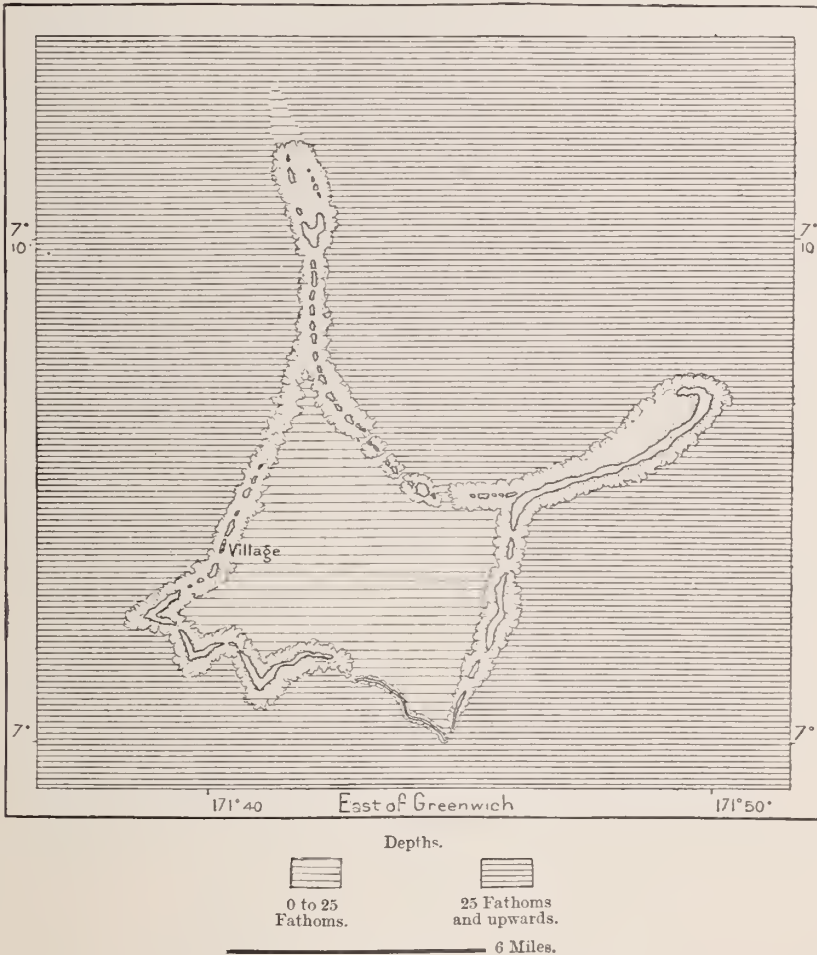 7° 7°
10' 10
Village
7° 7°
171°40 East of Greenwich 171°50'
Depths.
0 to 25
Fathoms.
25 Fathoms
and upwards.
6 Miles.